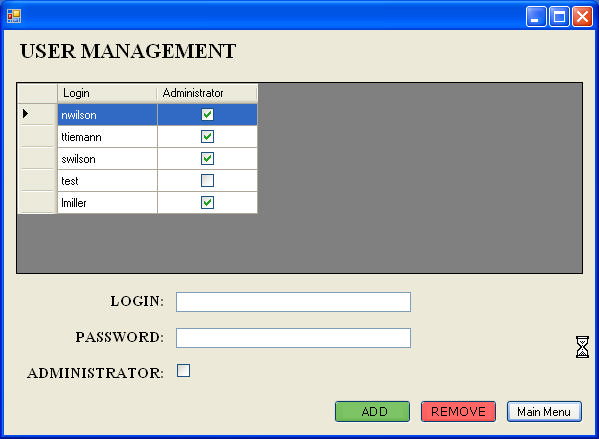 USER MANAGEMENT
Login Administrator
nwilson
ttiemann
swilson
test
lmiller
LOGIN:
PASSWORD:
ADMINISTRATOR:
ADD REMOVE Main Menu